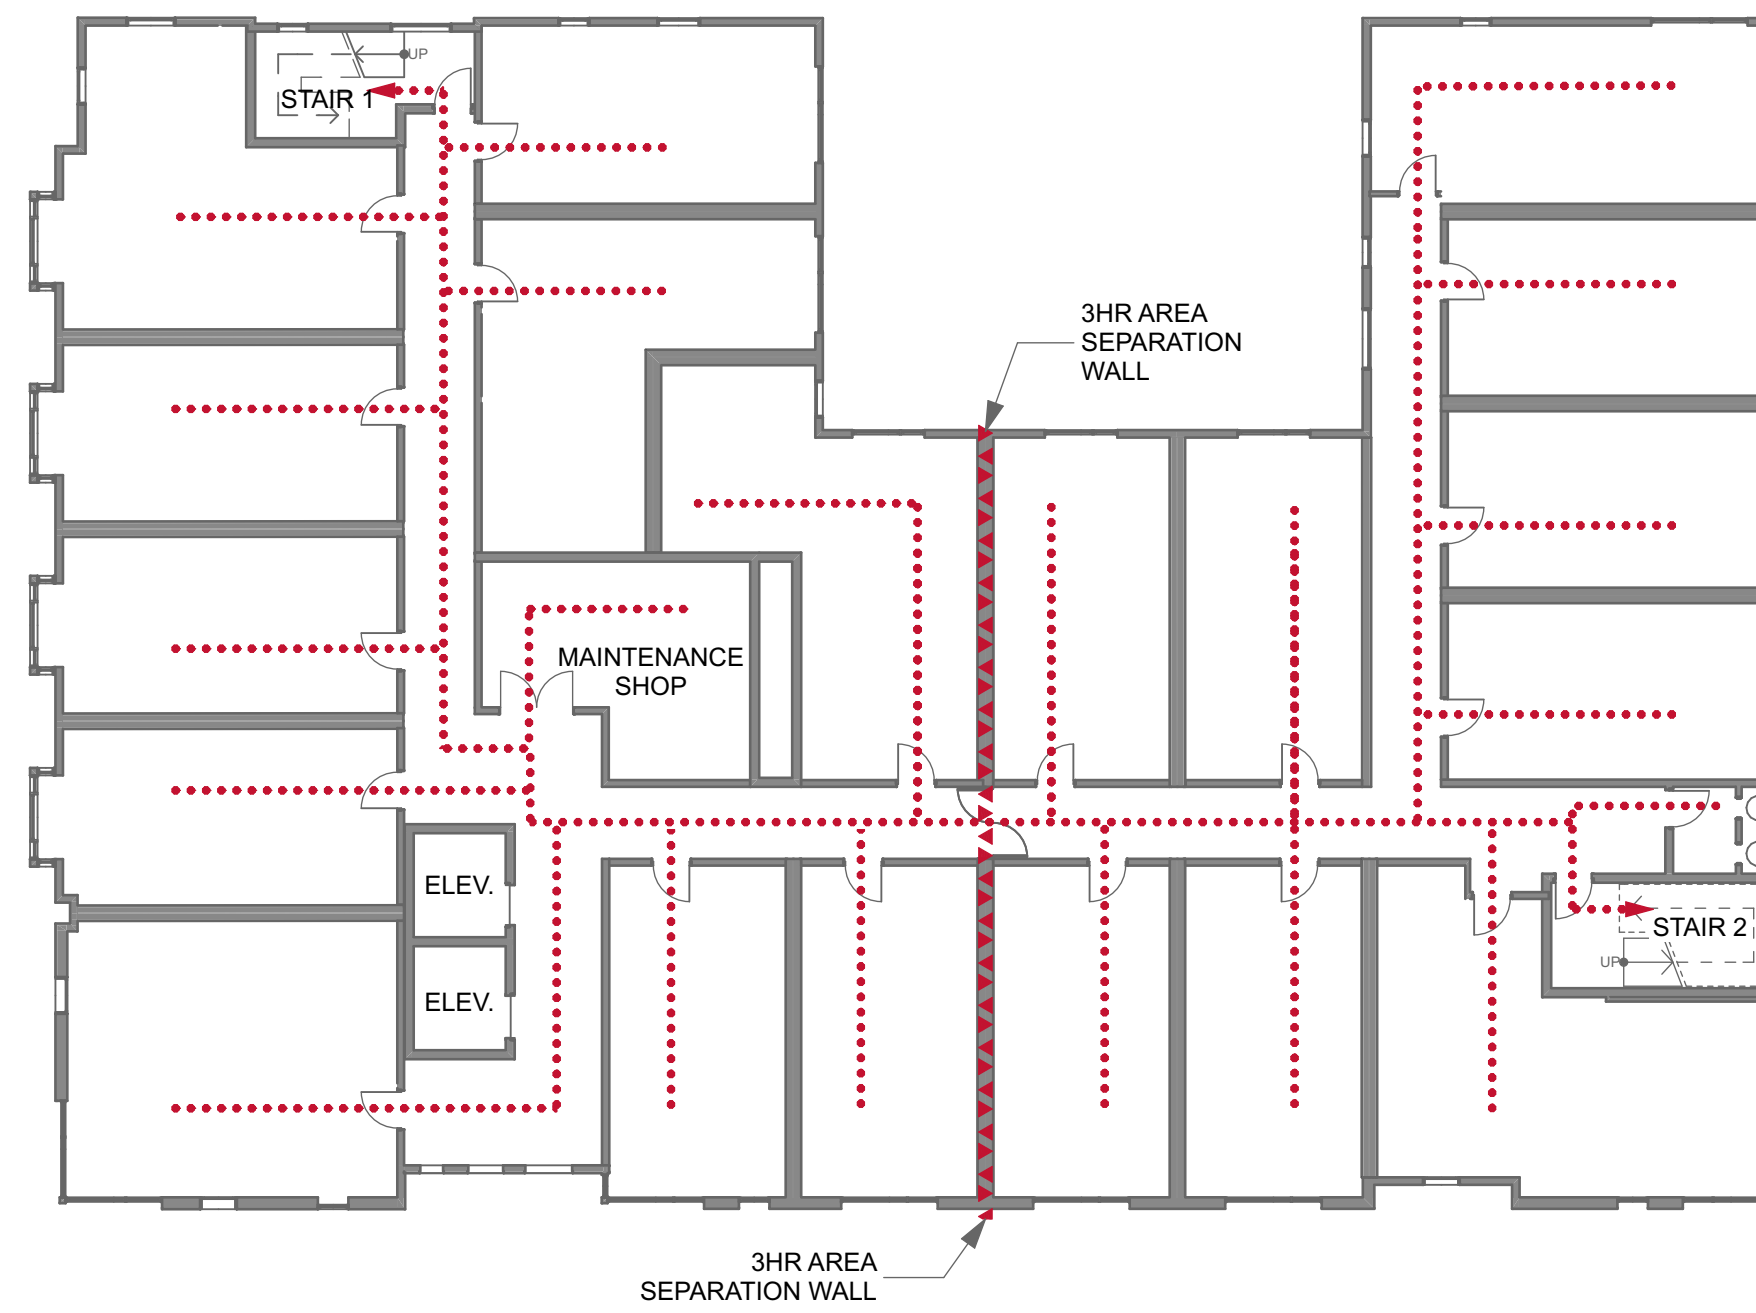 UP
STAIR 1
3HR AREA
SEPARATION
WALL
MAINTENANCE
SHOP
ELEV.
ELEV.
STAIR 2
UP
3HR AREA
SEPARATION WALL